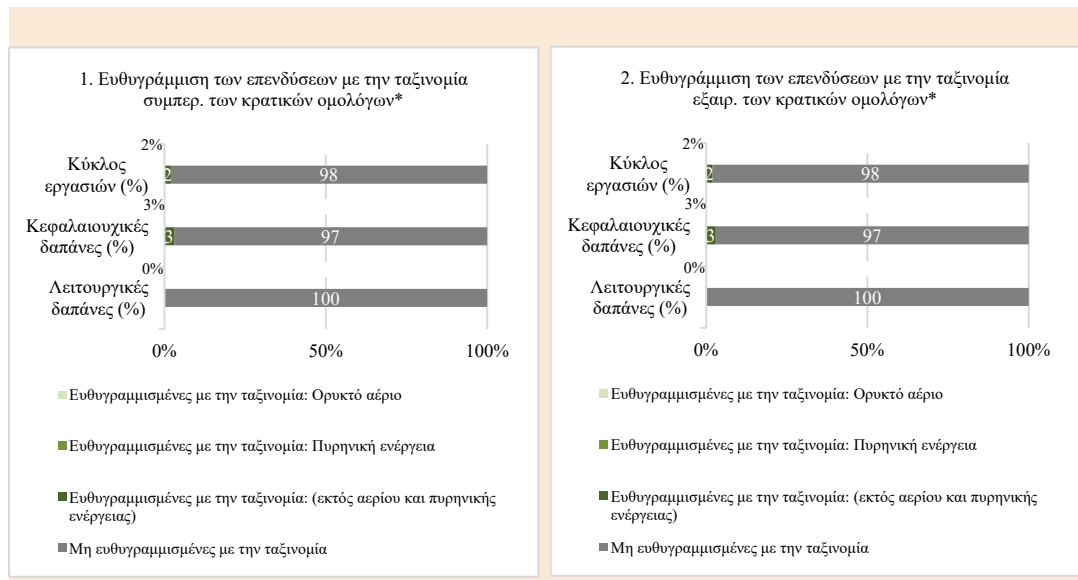 1. Ευθυγράμμιση των επενδύσεων με την ταξινομία
συμπερ. των κρατικών ομολόγων*
2%
Κύκλος
εργασιών (%)
2
98
3%
Κεφαλαιουχικές
δαπάνες (%)
3
97
0%
Λειτουργικές
δαπάνες (%)
100
0%
50%
100%
Ευθυγραμμισμένες με την ταξινομία: Ορυκτό αέριο
Ευθυγραμμισμένες με την ταξινομία: Πυρηνική ενέργεια
Ευθυγραμμισμένες με την ταξινομία: (εκτός αερίου και πυρηνικής
ενέργειας)
Μη ευθυγραμμισμένες με την ταξινομία
2. Ευθυγράμμιση των επενδύσεων με την ταξινομία
εξαιρ. των κρατικών ομολόγων*
2%
Κύκλος
εργασιών (%)
2
98
3%
Κεφαλαιουχικές
δαπάνες (%)
3
97
0%
Λειτουργικές
δαπάνες (%)
100
0%
50%
100%
Ευθυγραμμισμένες με την ταξινομία: Ορυκτό αέριο
Ευθυγραμμισμένες με την ταξινομία: Πυρηνική ενέργεια
Ευθυγραμμισμένες με την ταξινομία: (εκτός αερίου και πυρηνικής
ενέργειας)
Μη ευθυγραμμισμένες με την ταξινομία